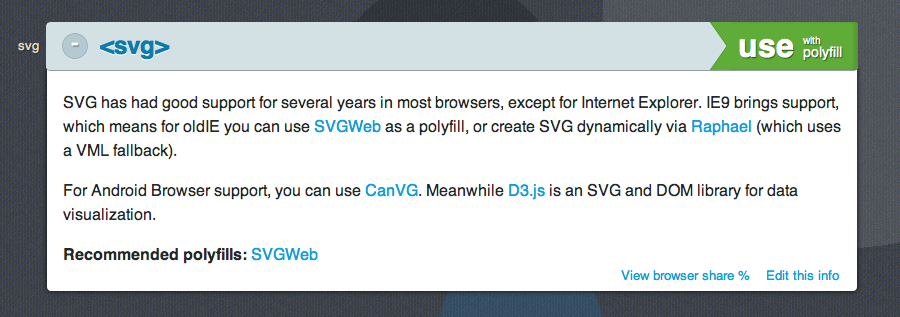 svg
-
<svg>
use with polyfill
SVG has had good support for several years in most browsers, except for Internet Explorer. IE9 brings support,
which means for oldIE you can use SVGWeb as a polyfill, or create SVG dynamically via Raphael (which uses
a VML fallback).
For Android Browser support, you can use CanVG. Meanwhile D3.js is an SVG and DOM library for data
visualization.
Recommended polyfills: SVGWeb
View browser share % Edit this info